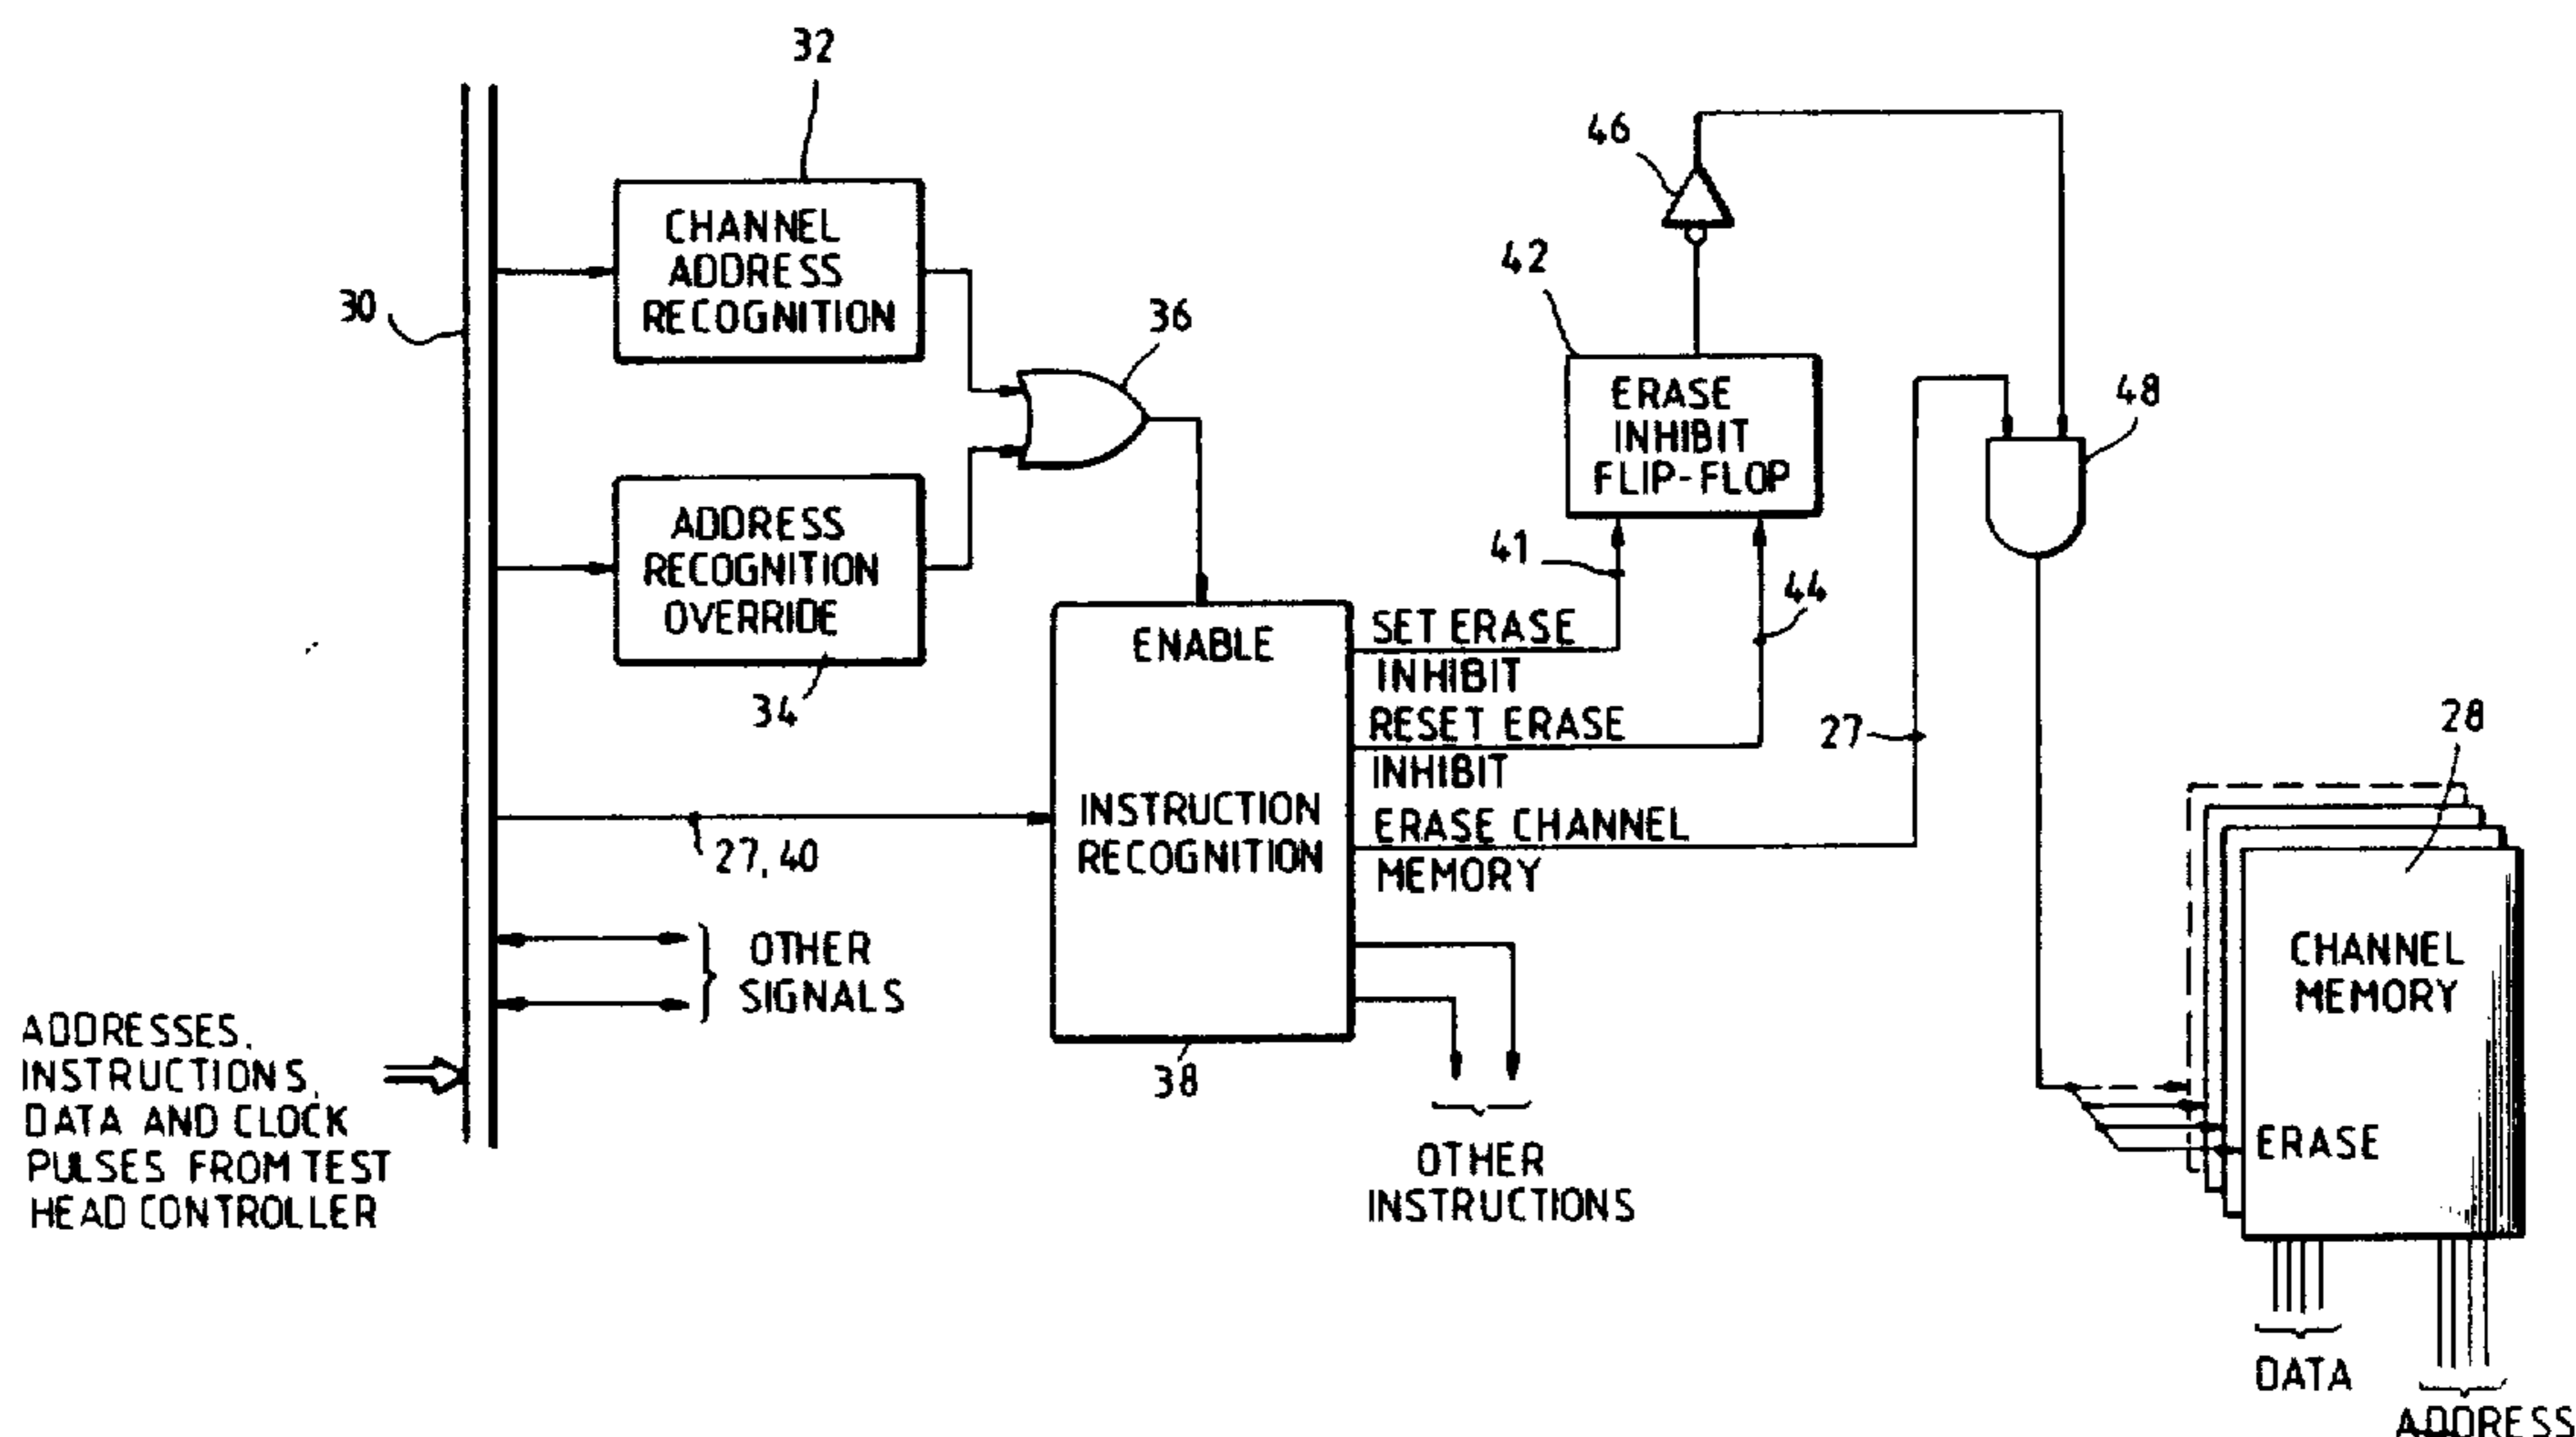 32
CHANNEL
ADDRESS
RECOGNITION
30
36
ADDRESS
RECOGNITION
OVERRIDE
34
46
42
ERASE
INHIBIT
FLIP-FLOP
48
41
44
ENABLE
INSTRUCTION
RECOGNITION
38
SET ERASE
INHIBIT
RESET ERASE
INHIBIT
ERASE CHANNEL
MEMORY
27
27, 40
OTHER
SIGNALS
ADDRESSES,
INSTRUCTIONS,
DATA AND CLOCK
PULSES FROM TEST
HEAD CONTROLLER
OTHER
INSTRUCTIONS
28
CHANNEL
MEMORY
ERASE
DATA
ADDRESS